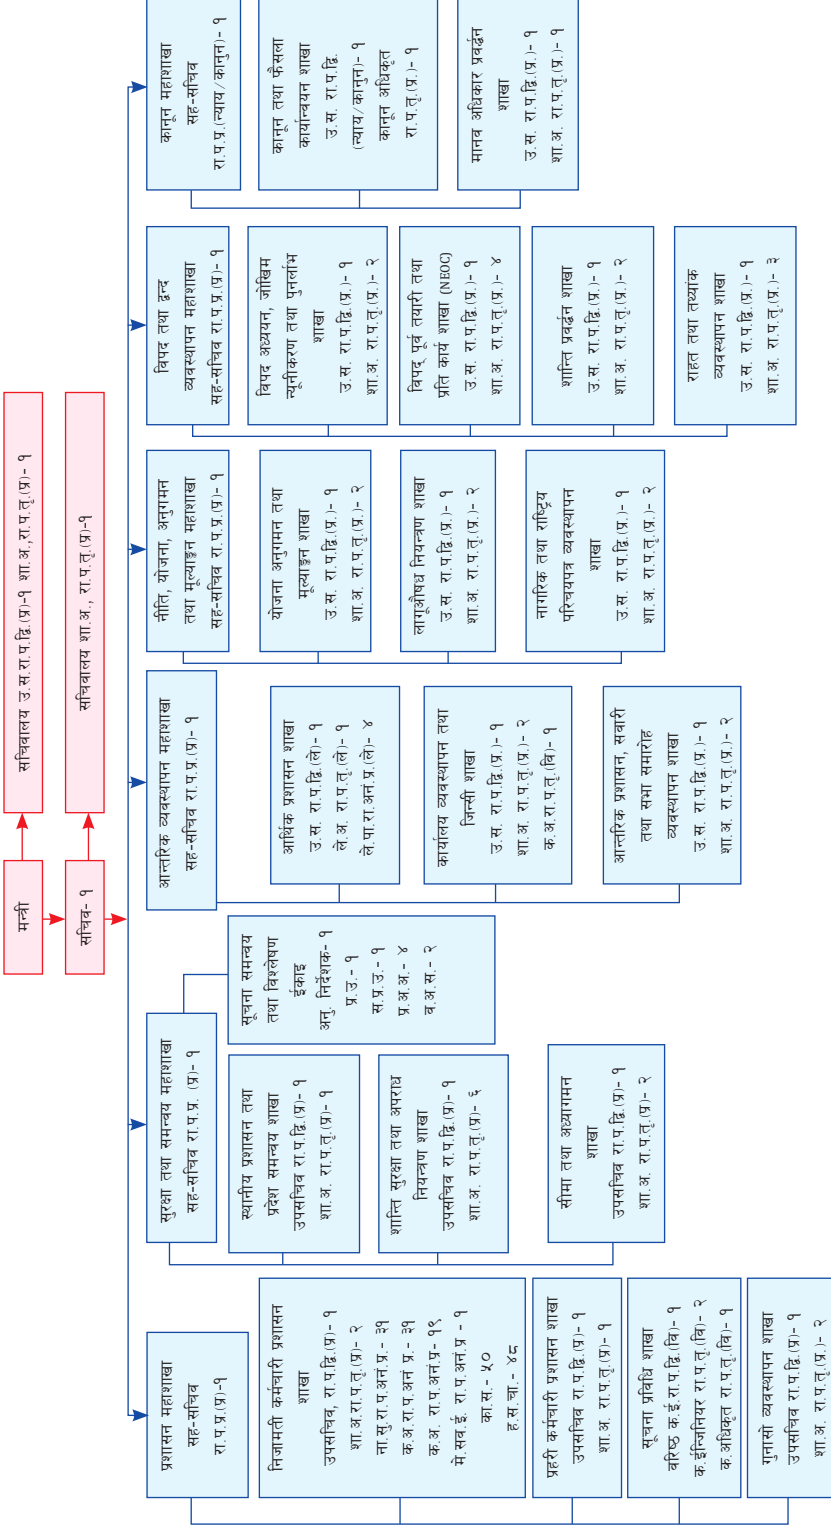 मन्त्री
सचिवालय उ.स.रा.प.द्वि.(प्र)-१ शा.अ.,रा.प.तृ.(प्र)- १
सचिव- १
सचिवालय शा.अ., रा.प.तृ.(प्र)-१
प्रशासन महाशाखा
सह-सचिव
रा.प.प्र.(प्र)-१
निजामती कर्मचारी प्रशासन
शाखा
उपसचिव, रा.प.द्वि.(प्र)- १
शा.अ.रा.प.तृ.(प्र)- २
ना.सु.रा.प.अनं.प्र.- ३१
क.अ.रा.प.अनं प्र.- ३१
क.अ. रा.प.अनं.प्र- १९
मे.सव.ई. रा.प.अनं.प्र - १
का.स.- ५०
ह.स.चा.- ४८
प्रहरी कर्मचारी प्रशासन शाखा
उपसचिव रा.प.द्वि.(प्र)- १
शा.अ. रा.प.तृ.(प्र)- १
सूचना प्रविधि शाखा
वरिष्ठ क.ई.रा.प.द्वि.(वि)- १
क.ईन्जिनियर रा.प.तृ.(वि)- २
क.अधिकृत रा.प.तृ.(वि)- १
गुनासो व्यवस्थापन शाखा
उपसचिव रा.प.द्वि.(प्र)- १
शा.अ. रा.प.तृ.(प्र.)- २
सुरक्षा तथा समन्वय महाशाखा
सह-सचिव रा.प.प्र. (प्र)- १
सूचना समन्वय
तथा विश्लेषण
ईकाइ
अनु. निर्देशक- १
प्र.उ.- १
स.प्र.उ.- १
प्र.अ.अ.- ४
व.अ.स.- २
स्थानीय प्रशासन तथा
प्रदेश समन्वय शाखा
उपसचिव रा.प.द्वि.(प्र)- १
शा.अ. रा.प.तृ.(प्र)- १
शान्ति सुरक्षा तथा अपराध
नियन्त्रण शाखा
उपसचिव रा.प.द्वि.(प्र)- १
शा.अ. रा.प.तृ.(प्र)- ६
सीमा तथा अध्यागमन
शाखा
उपसचिव रा.प.द्वि.(प्र)- १
शा.अ. रा.प.तृ.(प्र)- २
आन्तरिक व्यवस्थापन महाशाखा
सह-सचिव रा.प.प्र.(प्र)- १
आर्थिक प्रशासन शाखा
उ.स. रा.प.द्वि.(ले)- १
ले.अ. रा.प.तृ.(ले)- १
ले.पा.रा.अनं.प्र.(ले)- ४
कार्यालय व्यवस्थापन तथा
जिन्सी शाखा
उ.स. रा.प.द्वि.(प्र.)- १
शा.अ. रा.प.तृ.(प्र.)- २
क.अ.रा.प.तृ.(वि)- १
आन्तरिक प्रशासन, सवारी
तथा सभा समारोह
व्यवस्थापन शाखा
उ.स. रा.प.द्वि.(प्र.)- १
शा.अ. रा.प.तृ.(प्र.)- २
नीति, योजना, अनुगमन
तथा मूल्याङ्कन महाशाखा
सह-सचिव रा.प.प्र.(प्र)- १
योजना अनुगमन तथा
मूल्याङ्कन शाखा
उ.स. रा.प.द्वि.(प्र.)- १
शा.अ. रा.प.तृ.(प्र.)- २
लागूऔषध नियन्त्रण शाखा
उ.स. रा.प.द्वि.(प्र.)- १
शा.अ. रा.प.तृ.(प्र.)- २
नागरिक तथा राष्ट्रिय
परिचयपत्र व्यवस्थापन
शाखा
उ.स. रा.प.द्वि.(प्र.)- १
शा.अ. रा.प.तृ.(प्र.)- २
विपद तथा द्वन्द
व्यवस्थापन महाशाखा
सह-सचिव रा.प.प्र.(प्र)- १
विपद अध्ययन, जोखिम
न्यूनीकरण तथा पुनर्लाभ
शाखा
उ.स. रा.प.द्वि.(प्र.)- १
शा.अ. रा.प.तृ.(प्र.)- २
विपद् पूर्व तयारी तथा
प्रति कार्य शाखा (NEOC)
उ.स. रा.प.द्वि.(प्र.)- १
शा.अ. रा.प.तृ.(प्र.)- ४
शान्ति प्रवर्द्धन शाखा
उ.स. रा.प.द्वि.(प्र.)- १
शा.अ. रा.प.तृ.(प्र.)- २
राहत तथा तथ्यांक
व्यवस्थापन शाखा
उ.स. रा.प.द्वि.(प्र.)- १
शा.अ. रा.प.तृ.(प्र.)- ३
कानून महाशाखा
सह-सचिव
रा.प.प्र.(न्याय/कानुन)- १
कानून तथा फैसला
कार्यान्वयन शाखा
उ.स. रा.प.द्वि.
(न्याय/कानुन)- १
कानून अधिकृत
रा.प.तृ.(प्र.)- १
मानव अधिकार प्रवर्द्धन
शाखा
उ.स. रा.प.द्वि.(प्र.)- १
शा.अ. रा.प.तृ.(प्र.)- १